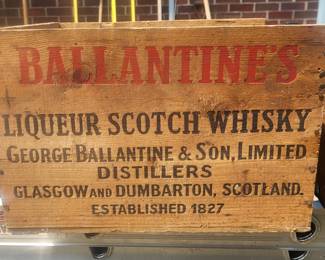 BALLANTINE'S
LIQUEUR SCOTCH WHISKY
GEORGE BALLANTINE & SON, LIMITED
DISTILLERS
GLASGOW AND DUMBARTON, SCOTLAND.
ESTABLISHED 1827